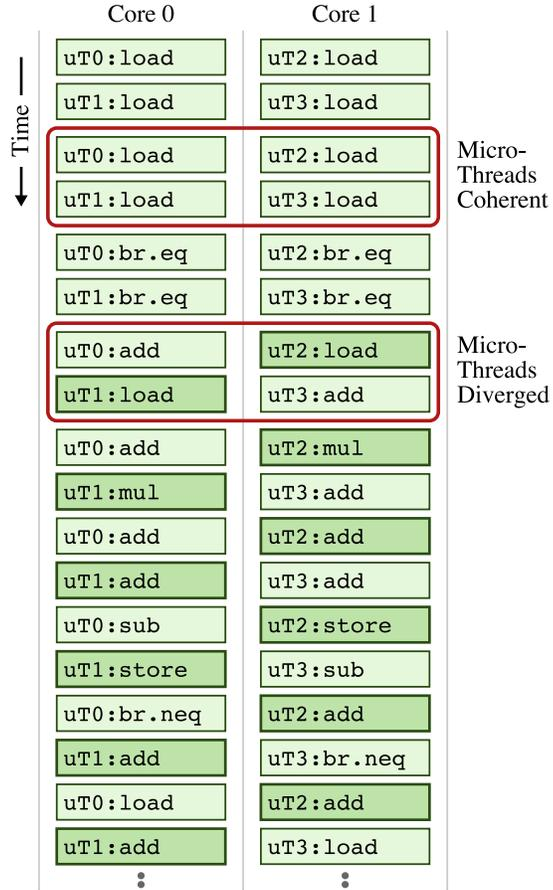 Core 0 Core 1
uT0:load uT2:load
uT1:load uT3:load
Time
uT0:load uT2:load
uT1:load uT3:load
Micro-
Threads
Coherent
uT0:br.eq uT2:br.eq
uT1:br.eq uT3:br.eq
uT0:add uT2:load
uT1:load uT3:add
Micro-
Threads
Diverged
uT0:add uT2:mul
uT1:mul uT3:add
uT0:add uT2:add
uT1:add uT3:add
uT0:sub uT2:store
uT1:store uT3:sub
uT0:br.neq uT2:add
uT1:add uT3:br.neq
uT0:load uT2:add
uT1:add uT3:load